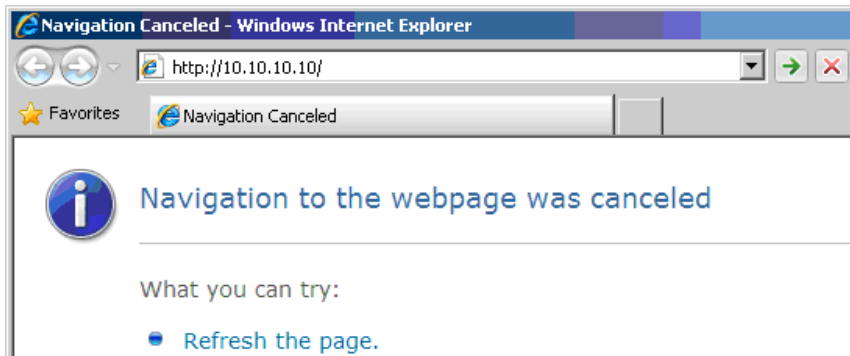 Navigation Canceled - Windows Internet Explorer
http://10.10.10.10/
Favorites Navigation Canceled
Navigation to the webpage was canceled
What you can try:
Refresh the page.